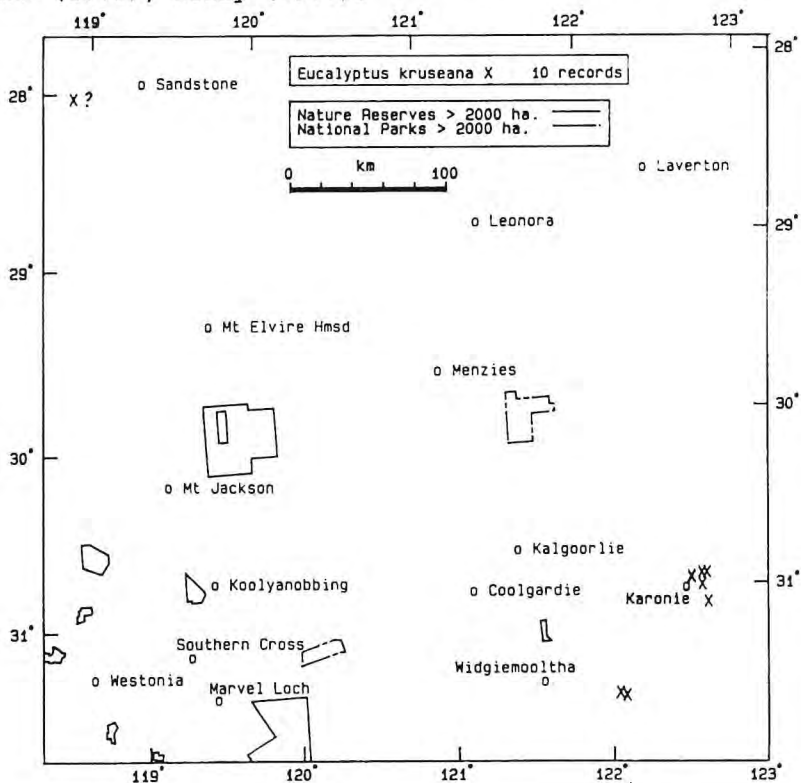 119° 120° 121° 122° 123°
28°
Eucalyptus kruseana X 10 records
o Sandstone
28°
X ?
Nature Reserves > 2000 ha.
National Parks > 2000 ha.
km
0 100
o Laverton
o Leonora
29°
29°
o Mt Elvire Hmsd
o Menzies
30°
30°
o Mt Jackson
o Kalgoorlie
X X X
o Koolyanobbing
o Coolgardie
31°
Karonie o X
X
31°
Southern Cross
o
Widgiemooltha
o
o Westonia
Marvel Loch
o
X X
119° 120° 121° 122° 123°